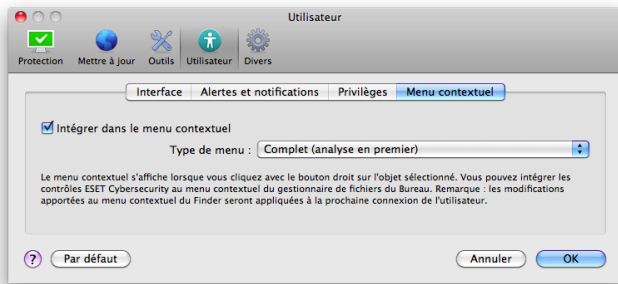 Utilisateur
Protection Mettre à jour Outils Utilisateur Divers
Interface Alertes et notifications Privilèges Menu contextuel
Intégrer dans le menu contextuel
Type de menu : Complet (analyse en premier)
Le menu contextuel s'affiche lorsque vous cliquez avec le bouton droit sur l'objet sélectionné. Vous pouvez intégrer les
contrôles ESET Cybersecurity au menu contextuel du gestionnaire de fichiers du Bureau. Remarque : les modifications
apportées au menu contextuel du Finder seront appliquées à la prochaine connexion de l'utilisateur.
? Par défaut Annuler OK